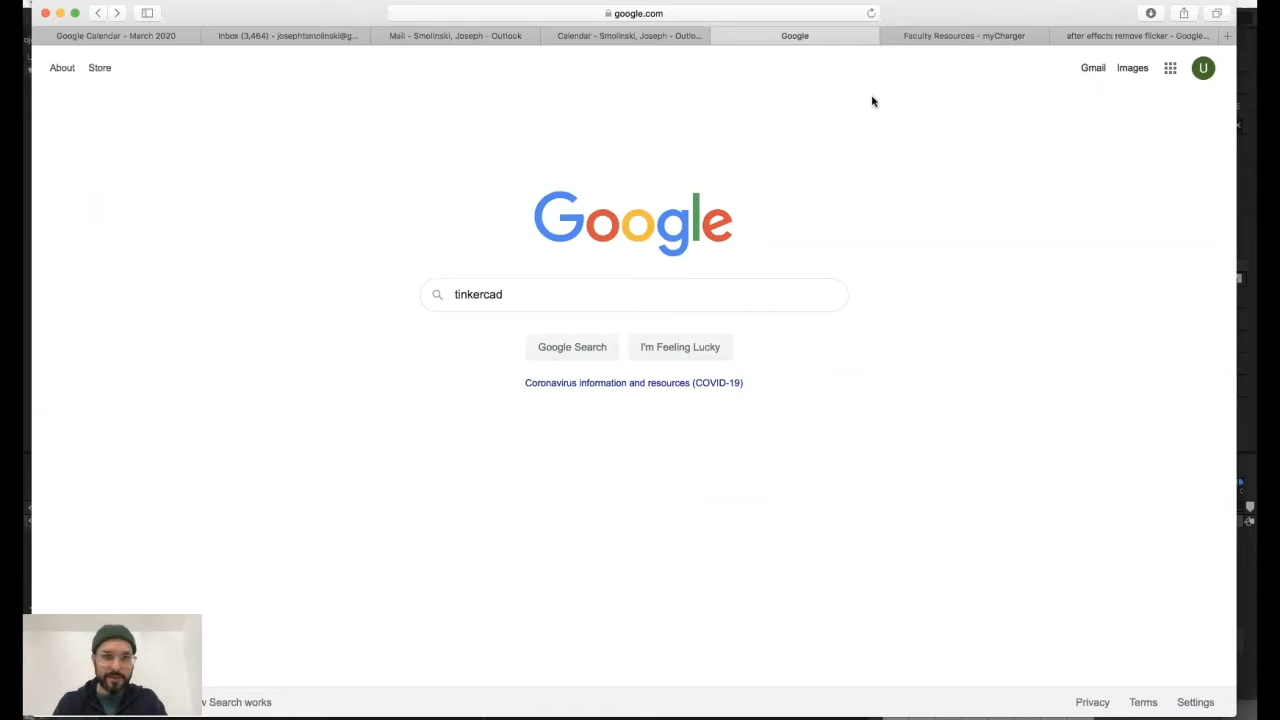 google.com
Google Calendar - March 2020
Inbox (3,464) - josephtsmolinski@g...
Mail - Smolinski, Joseph - Outlook
Calendar - Smolinski, Joseph - Outlo...
Google
Faculty Resources - myCharger
after effects remove flicker - Google...
About
Store
Gmail
Images
U
Google
tinkercad
Google Search
I'm Feeling Lucky
Coronavirus information and resources (COVID-19)
w Search works
Privacy
Terms
Settings